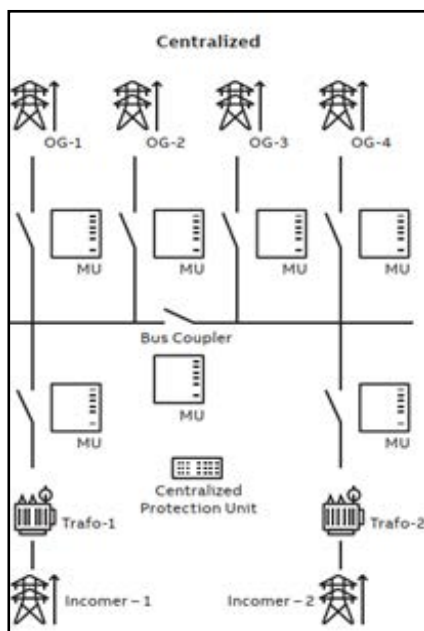 Centralized
OG-1 OG-2 OG-3 OG-4
MU MU MU MU
Bus Coupler
MU
MU MU
Centralized
Protection Unit
Trafo-1 Trafo-2
Incomer – 1 Incomer – 2